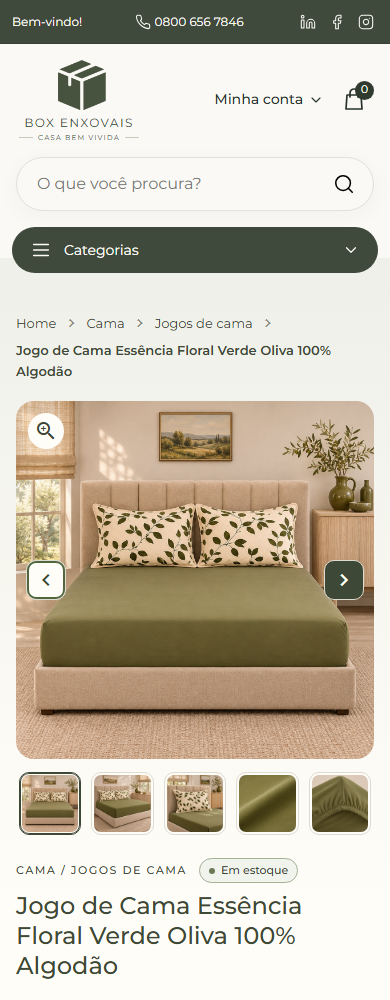 Bem-vindo!
0800 656 7846
Minha conta
0
BOX ENXOVAIS
CASA BEM VIVIDA
O que você procura?
Categorias
Home > Cama > Jogos de cama >
Jogo de Cama Essência Floral Verde Oliva 100%
Algodão
CAMA / JOGOS DE CAMA
Em estoque
Jogo de Cama Essência
Floral Verde Oliva 100%
Algodão